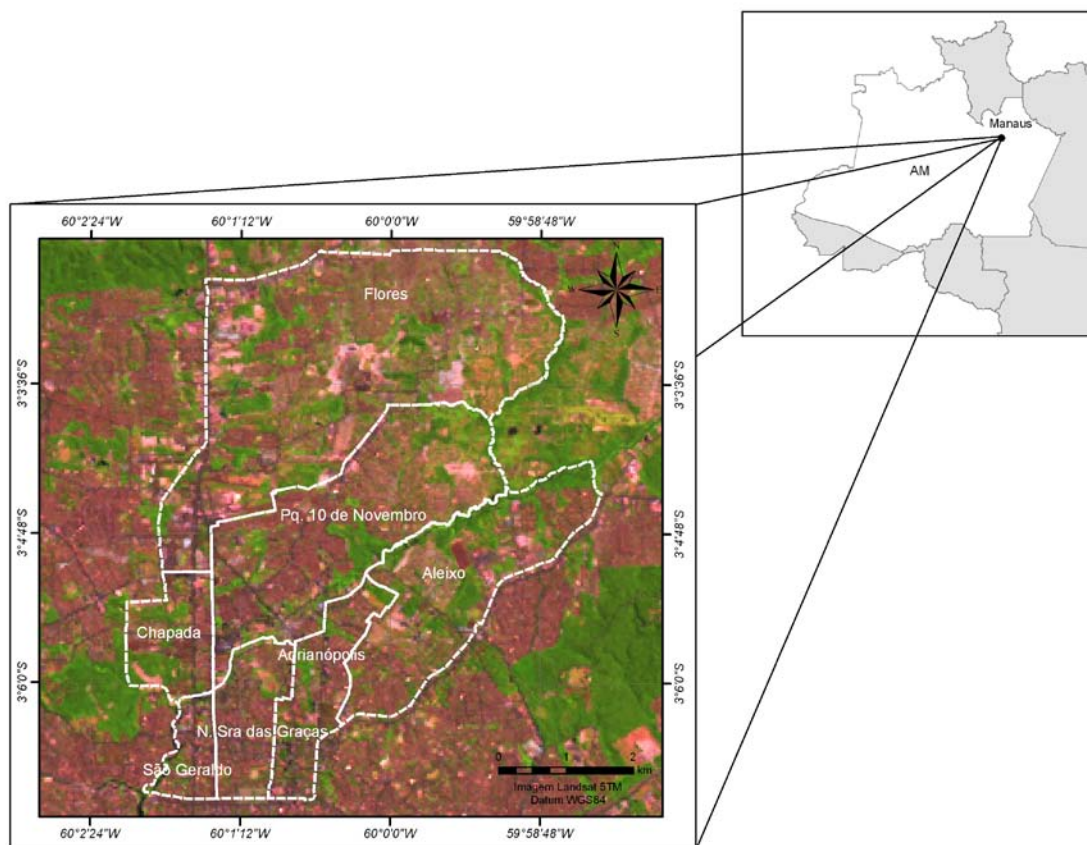 Manaus
AM
60°2'24"W
60°1'12"W
60°0'0"W
59°58'48"W
Flores
3°3'36"S
3°3'36"S
Pq. 10 de Novembro
3°4'48"S
3°4'48"S
Aleixo
Chapada
Adrianópolis
3°6'0"S
3°6'0"S
N. Sra das Graças
São Geraldo
0 1 2
km
Imagem Landsat 5TM
Datum WGS84
60°2'24"W
60°1'12"W
60°0'0"W
59°58'48"W